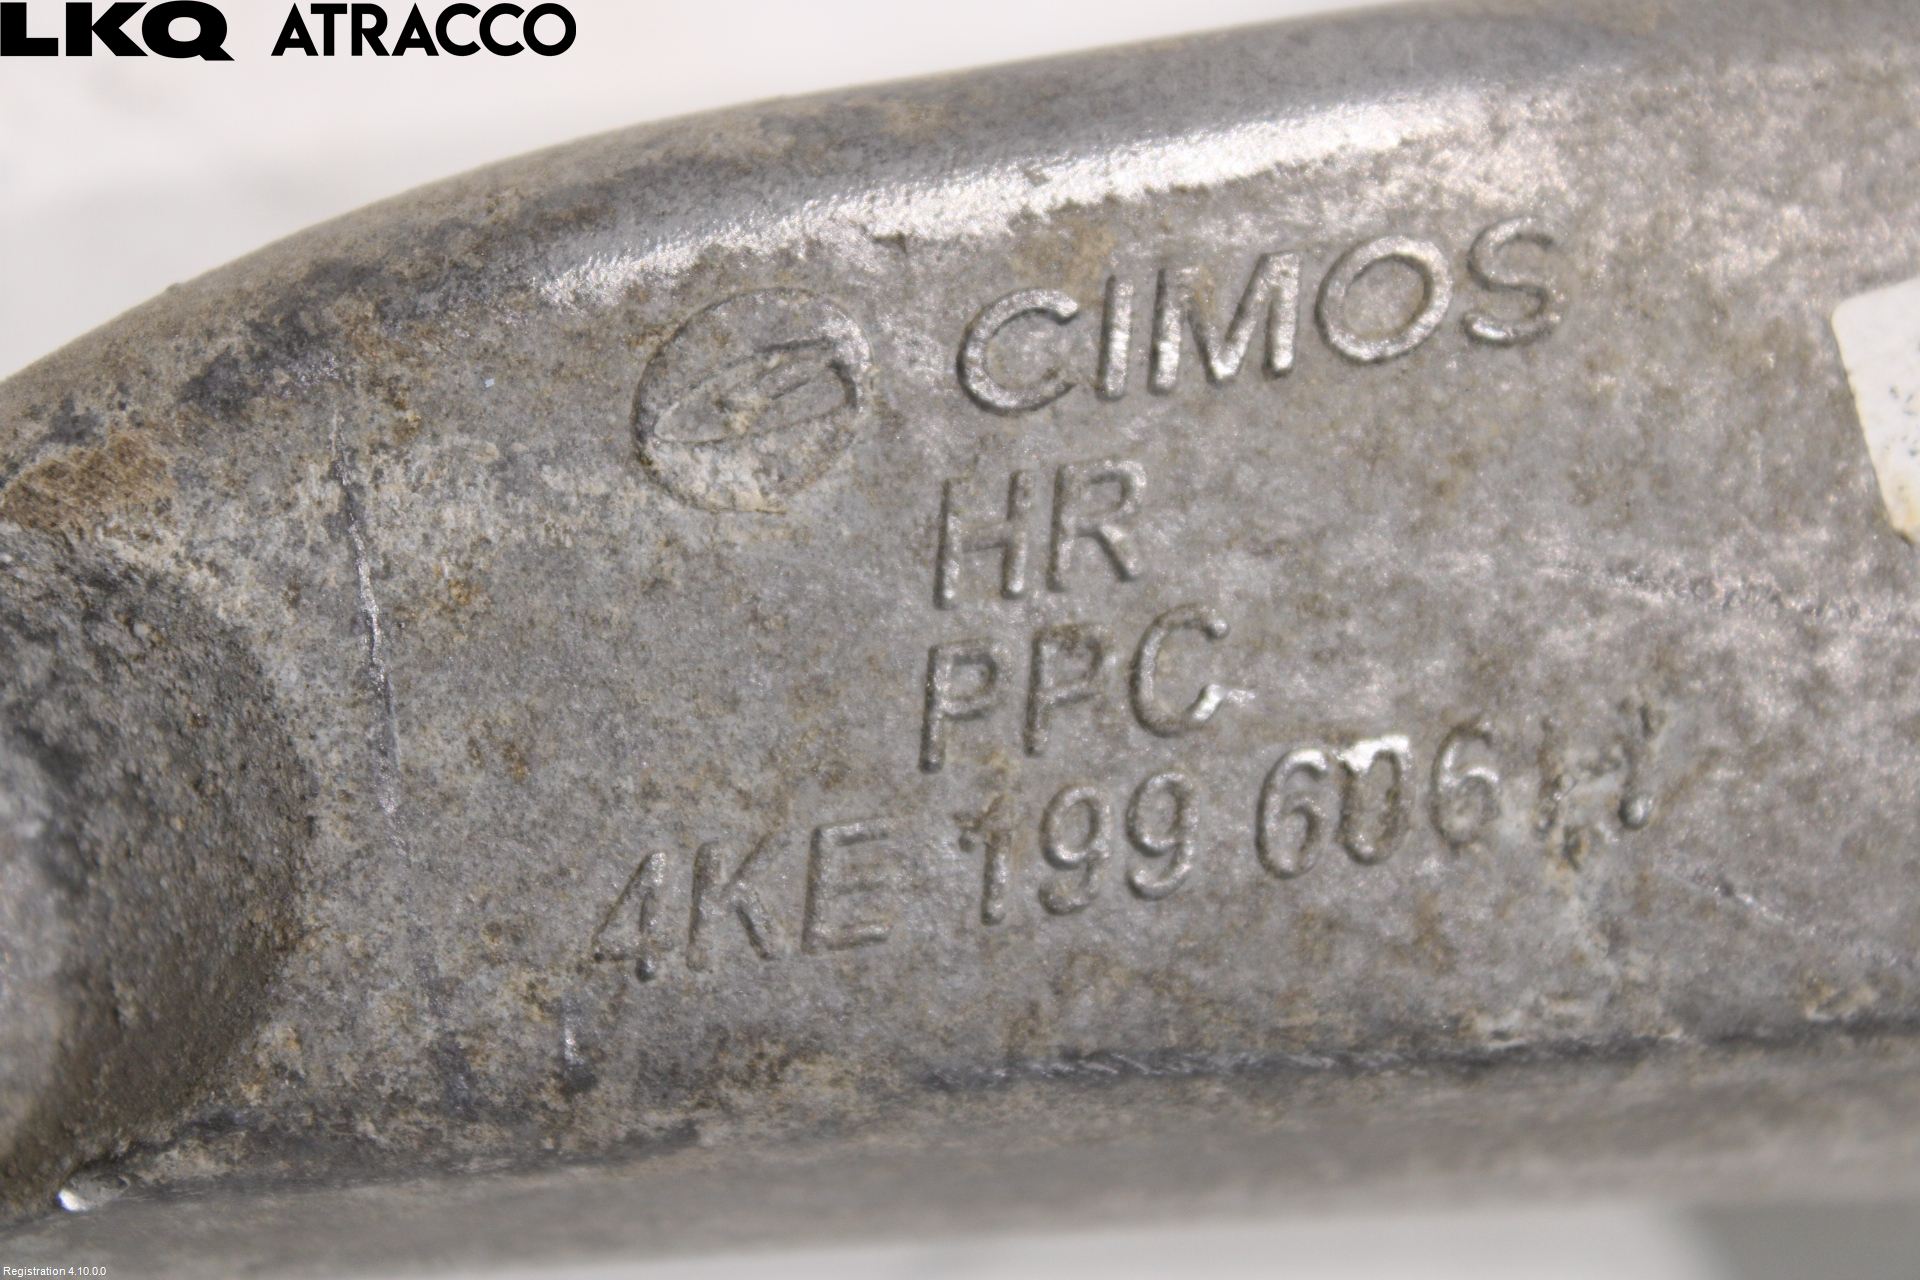 LKQ ATRACCO
CIMOS
HR
PPC
4KE 199 606
Registration 4.10.0.0